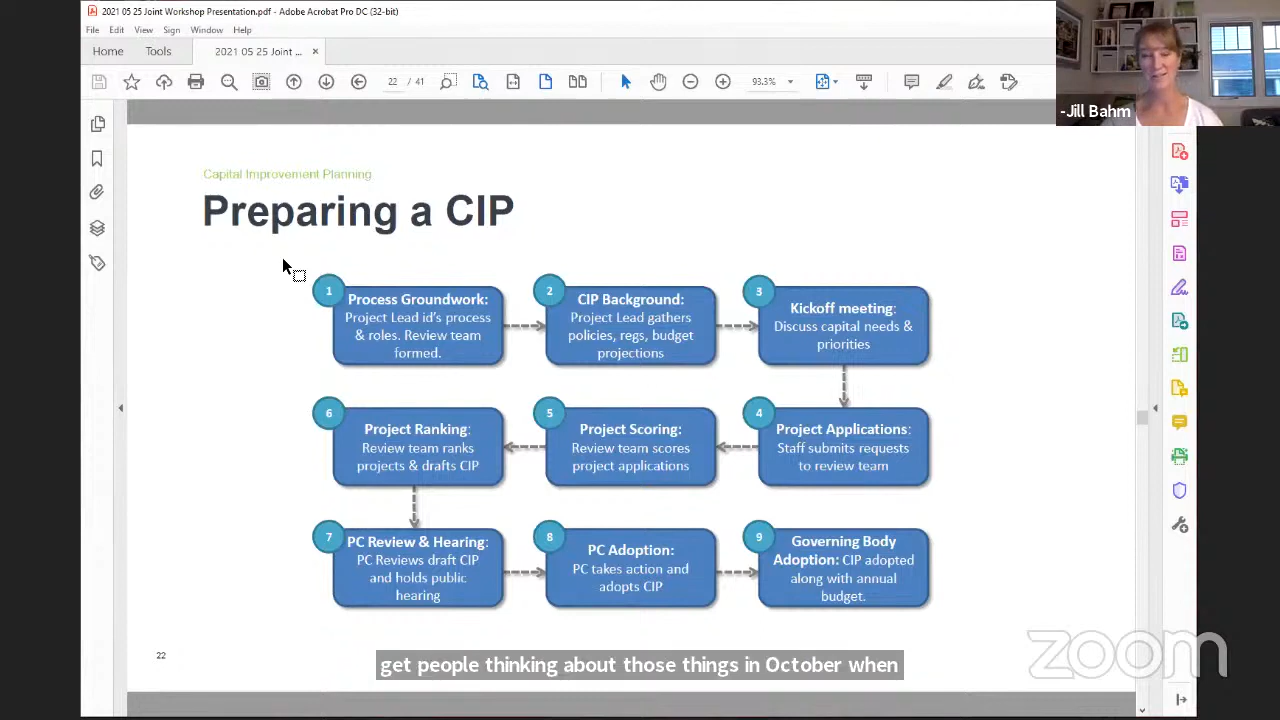 2021 05 25 Joint Workshop Presentation.pdf - Adobe Acrobat Pro DC (32-bit)
File Edit View Sign Window Help
Home Tools 2021 05 25 Joint ... ×
22 / 41 93.3%
-Jill Bahm
Capital Improvement Planning
Preparing a CIP
1
Process Groundwork:
Project Lead id's process
& roles. Review team
formed.
2
CIP Background:
Project Lead gathers
policies, regs, budget
projections
3
Kickoff meeting:
Discuss capital needs &
priorities
4
Project Applications:
Staff submits requests
to review team
5
Project Scoring:
Review team scores
project applications
6
Project Ranking:
Review team ranks
projects & drafts CIP
7
PC Review & Hearing:
PC Reviews draft CIP
and holds public
hearing
8
PC Adoption:
PC takes action and
adopts CIP
9
Governing Body
Adoption: CIP adopted
along with annual
budget.
22
get people thinking about those things in October when
zoom